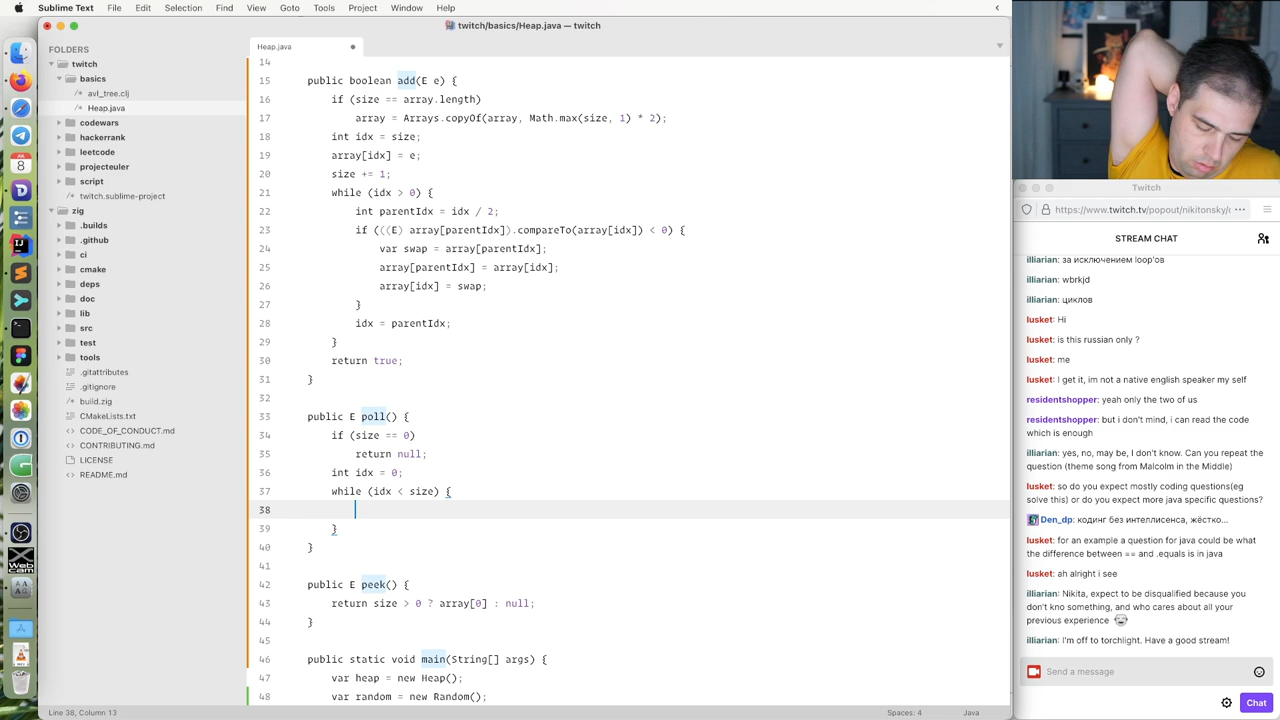 Sublime Text File Edit Selection Find View Goto Tools Project Window Help
twitch/basics/Heap.java — twitch
FOLDERS
twitch
basics
/* avl_tree.clj
/* Heap.java
codewars
hackerrank
leetcode
projecteuler
script
/* twitch.sublime-project
zig
.builds
.github
ci
cmake
deps
doc
lib
src
test
tools
.gitattributes
.gitignore
build.zig
CMakeLists.txt
<> CODE_OF_CONDUCT.md
<> CONTRIBUTING.md
LICENSE
<> README.md
Heap.java
14
15 public boolean add(E e) {
16 if (size == array.length)
17 array = Arrays.copyOf(array, Math.max(size, 1) * 2);
18 int idx = size;
19 array[idx] = e;
20 size += 1;
21 while (idx > 0) {
22 int parentIdx = idx / 2;
23 if (((E) array[parentIdx]).compareTo(array[idx]) < 0) {
24 var swap = array[parentIdx];
25 array[parentIdx] = array[idx];
26 array[idx] = swap;
27 }
28 idx = parentIdx;
29 }
30 return true;
31 }
32
33 public E poll() {
34 if (size == 0)
35 return null;
36 int idx = 0;
37 while (idx < size) {
38
39 }
40 }
41
42 public E peek() {
43 return size > 0 ? array[0] : null;
44 }
45
46 public static void main(String[] args) {
47 var heap = new Heap();
48 var random = new Random();
Line 38, Column 13 Spaces: 4 Java
Twitch
https://www.twitch.tv/popout/nikitonsky/
STREAM CHAT
illiarian: за исключением loop'ов
illiarian: wbrkjd
illiarian: циклов
lusket: Hi
lusket: is this russian only ?
lusket: me
lusket: I get it, im not a native english speaker my self
residentshopper: yeah only the two of us
residentshopper: but i don't mind, i can read the code
which is enough
illiarian: yes, no, may be, I don't know. Can you repeat the
question (theme song from Malcolm in the Middle)
lusket: so do you expect mostly coding questions(eg
solve this) or do you expect more java specific questions?
Den_dp: кодинг без интеллисенса, жёстко...
lusket: for an example a question for java could be what
the difference between == and .equals is in java
lusket: ah alright i see
illiarian: Nikita, expect to be disqualified because you
don't kno something, and who cares about all your
previous experience
illiarian: I'm off to torchlight. Have a good stream!
Send a message
Chat